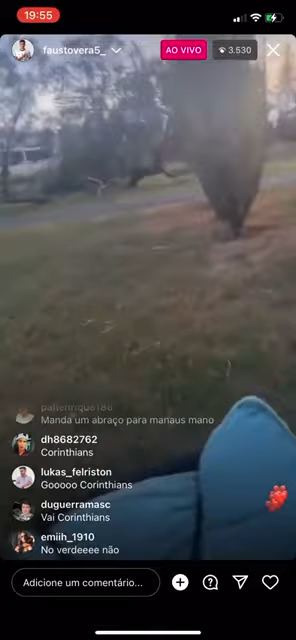 19:55
faustovera5_
AO VIVO
3.530
Manda um abraço para manaus mano
dh8682762
Corinthians
lukas_felriston
Gooooo Corinthians
duguerramasc
Vai Corinthians
emiih_1910
No verdeeee não
Adicione um comentário...